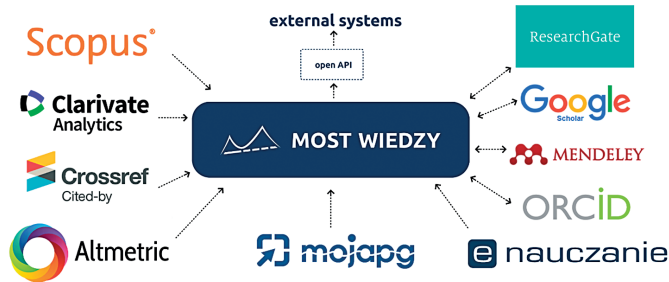 external systems
open API
Scopus®
Clarivate
Analytics
Crossref
Cited-by
Altmetric
MOST WIEDZY
mojapg
ResearchGate
Google
Scholar
MENDELEY
ORCiD
e nauczanie